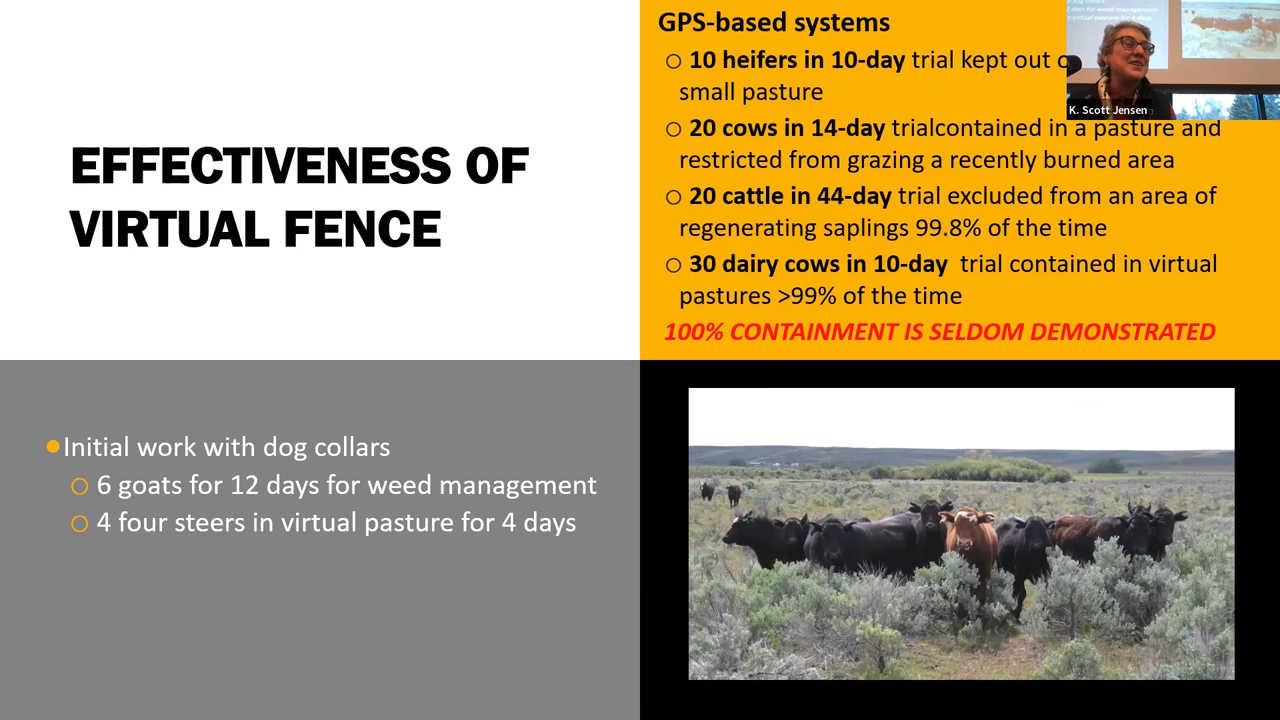 EFFECTIVENESS OF
VIRTUAL FENCE
GPS-based systems
10 heifers in 10-day trial kept out
small pasture
20 cows in 14-day trialcontained in a pasture and
restricted from grazing a recently burned area
20 cattle in 44-day trial excluded from an area of
regenerating saplings 99.8% of the time
30 dairy cows in 10-day trial contained in virtual
pastures >99% of the time
100% CONTAINMENT IS SELDOM DEMONSTRATED
K. Scott Jensen
Initial work with dog collars
6 goats for 12 days for weed management
4 four steers in virtual pasture for 4 days